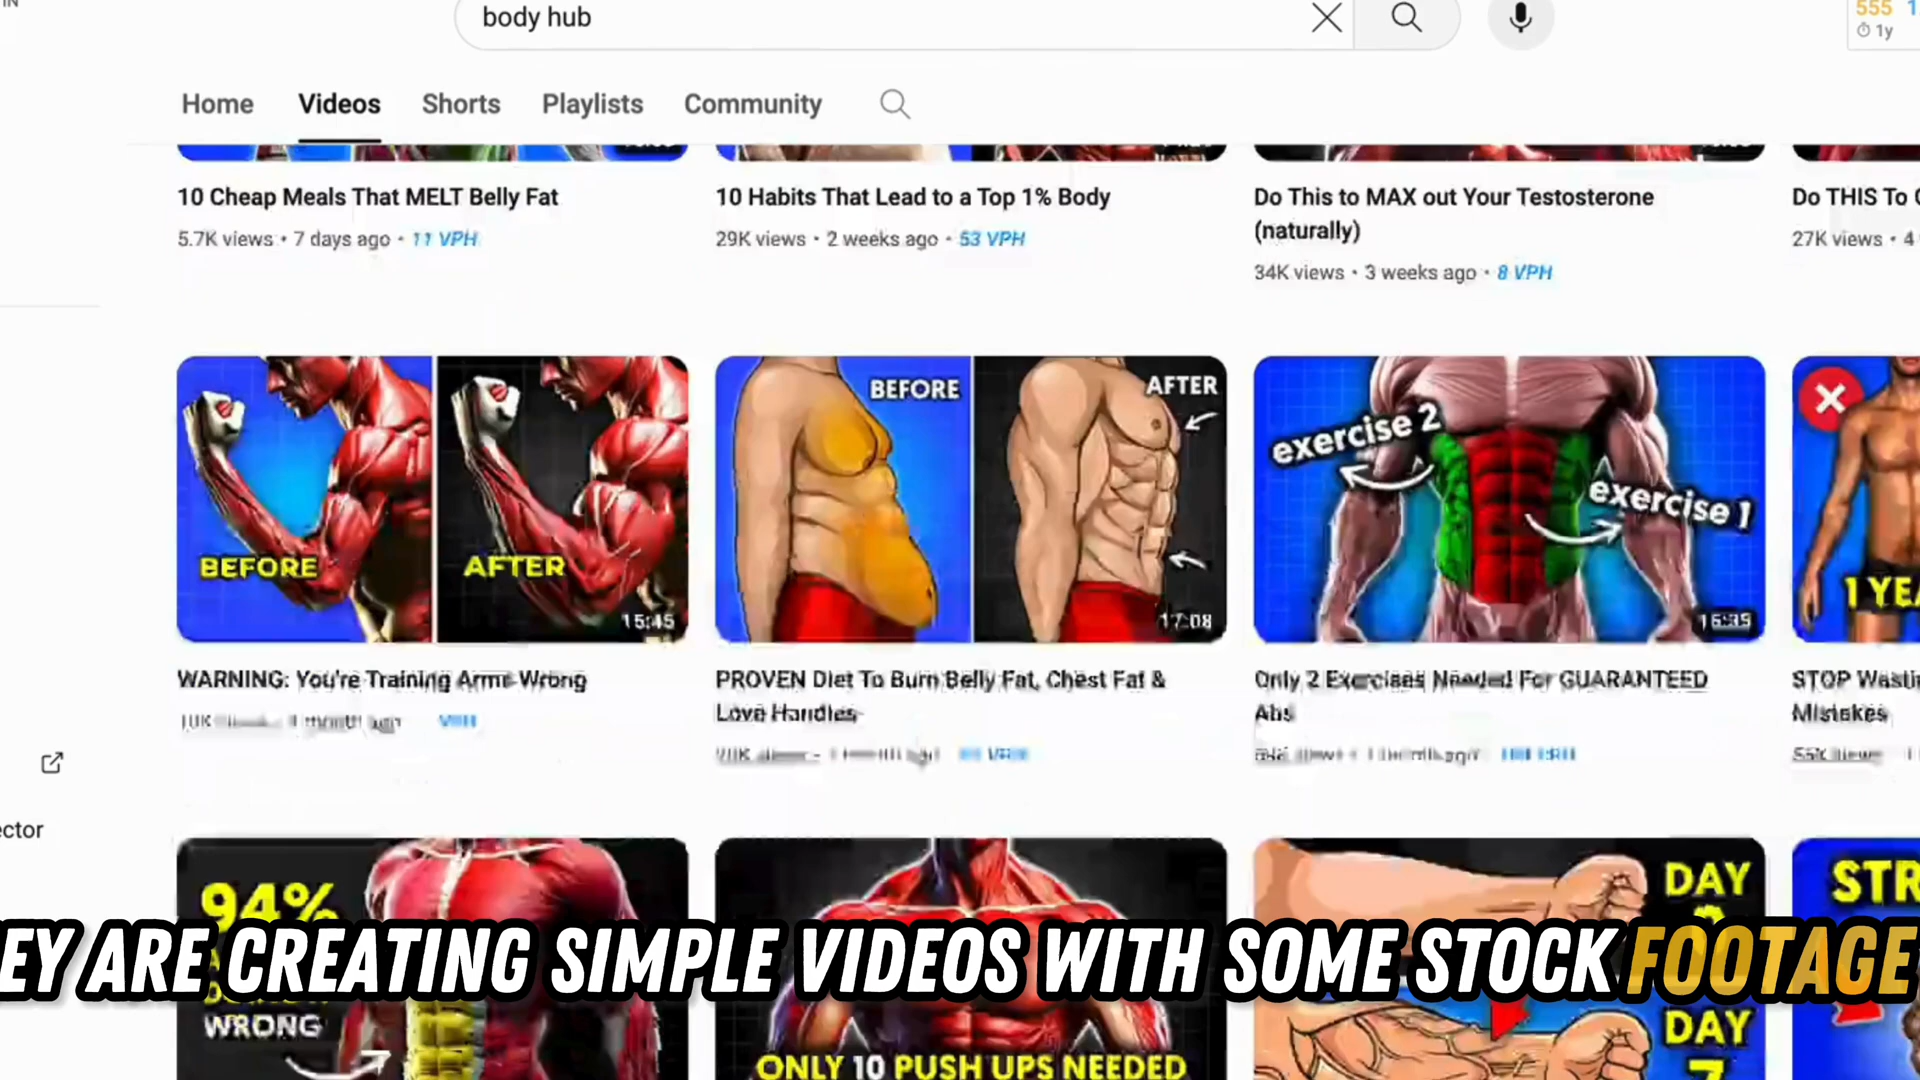 IN
body hub
555 1
1y
Home Videos Shorts Playlists Community
10 Cheap Meals That MELT Belly Fat
5.7K views • 7 days ago • 11 VPH
10 Habits That Lead to a Top 1% Body
29K views • 2 weeks ago • 53 VPH
Do This to MAX out Your Testosterone
(naturally)
34K views • 3 weeks ago • 8 VPH
Do THIS To
27K views • 4
BEFORE
AFTER
15:45
BEFORE
AFTER
17:08
exercise 2
exercise 1
1 YEA
WARNING: You're Training Arms Wrong
PROVEN Diet To Burn Belly Fat, Chest Fat &
Love Handles
Only 2 Exercises Needed For GUARANTEED
Abs
STOP Wasti
Mistakes
ector
94%
WRONG
ONLY 10 PUSH UPS NEEDED
DAY
DAY
7
STR
EY ARE CREATING SIMPLE VIDEOS WITH SOME STOCK FOOTAGE